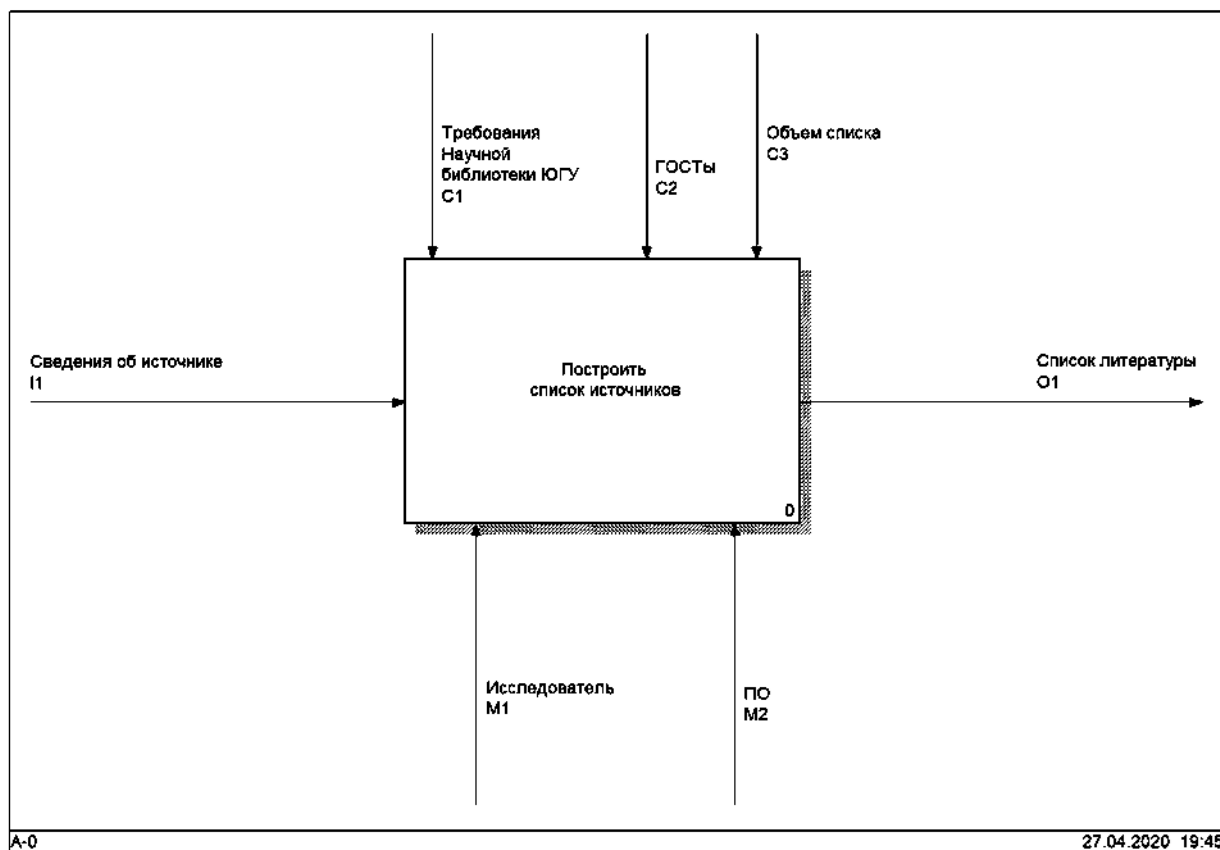 Требования
Научной
библиотеки ЮГУ
C1
ГОСТы
C2
Объем списка
C3
Сведения об источнике
I1
Построить
список источников
0
Список литературы
O1
Исследователь
M1
ПО
M2
A-0
27.04.2020 19:45